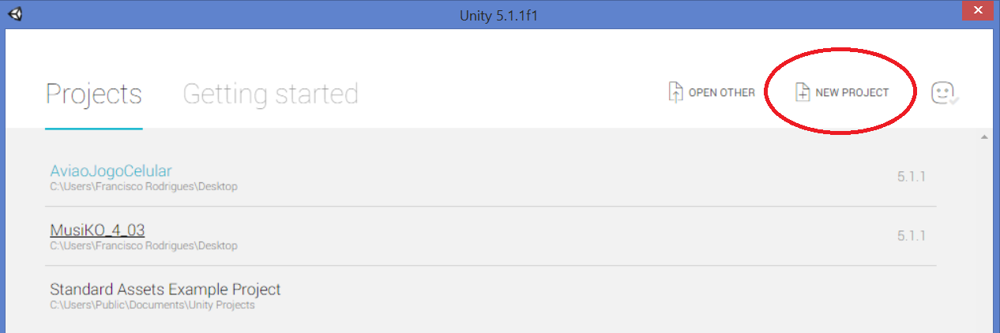 Unity 5.1.1f1
Projects
Getting started
OPEN OTHER
NEW PROJECT
AviaoJogoCelular
C:\Users\Francisco Rodrigues\Desktop
5.1.1
MusiKO_4_03
C:\Users\Francisco Rodrigues\Desktop
5.1.1
Standard Assets Example Project
C:\Users\Public\Documents\Unity Projects